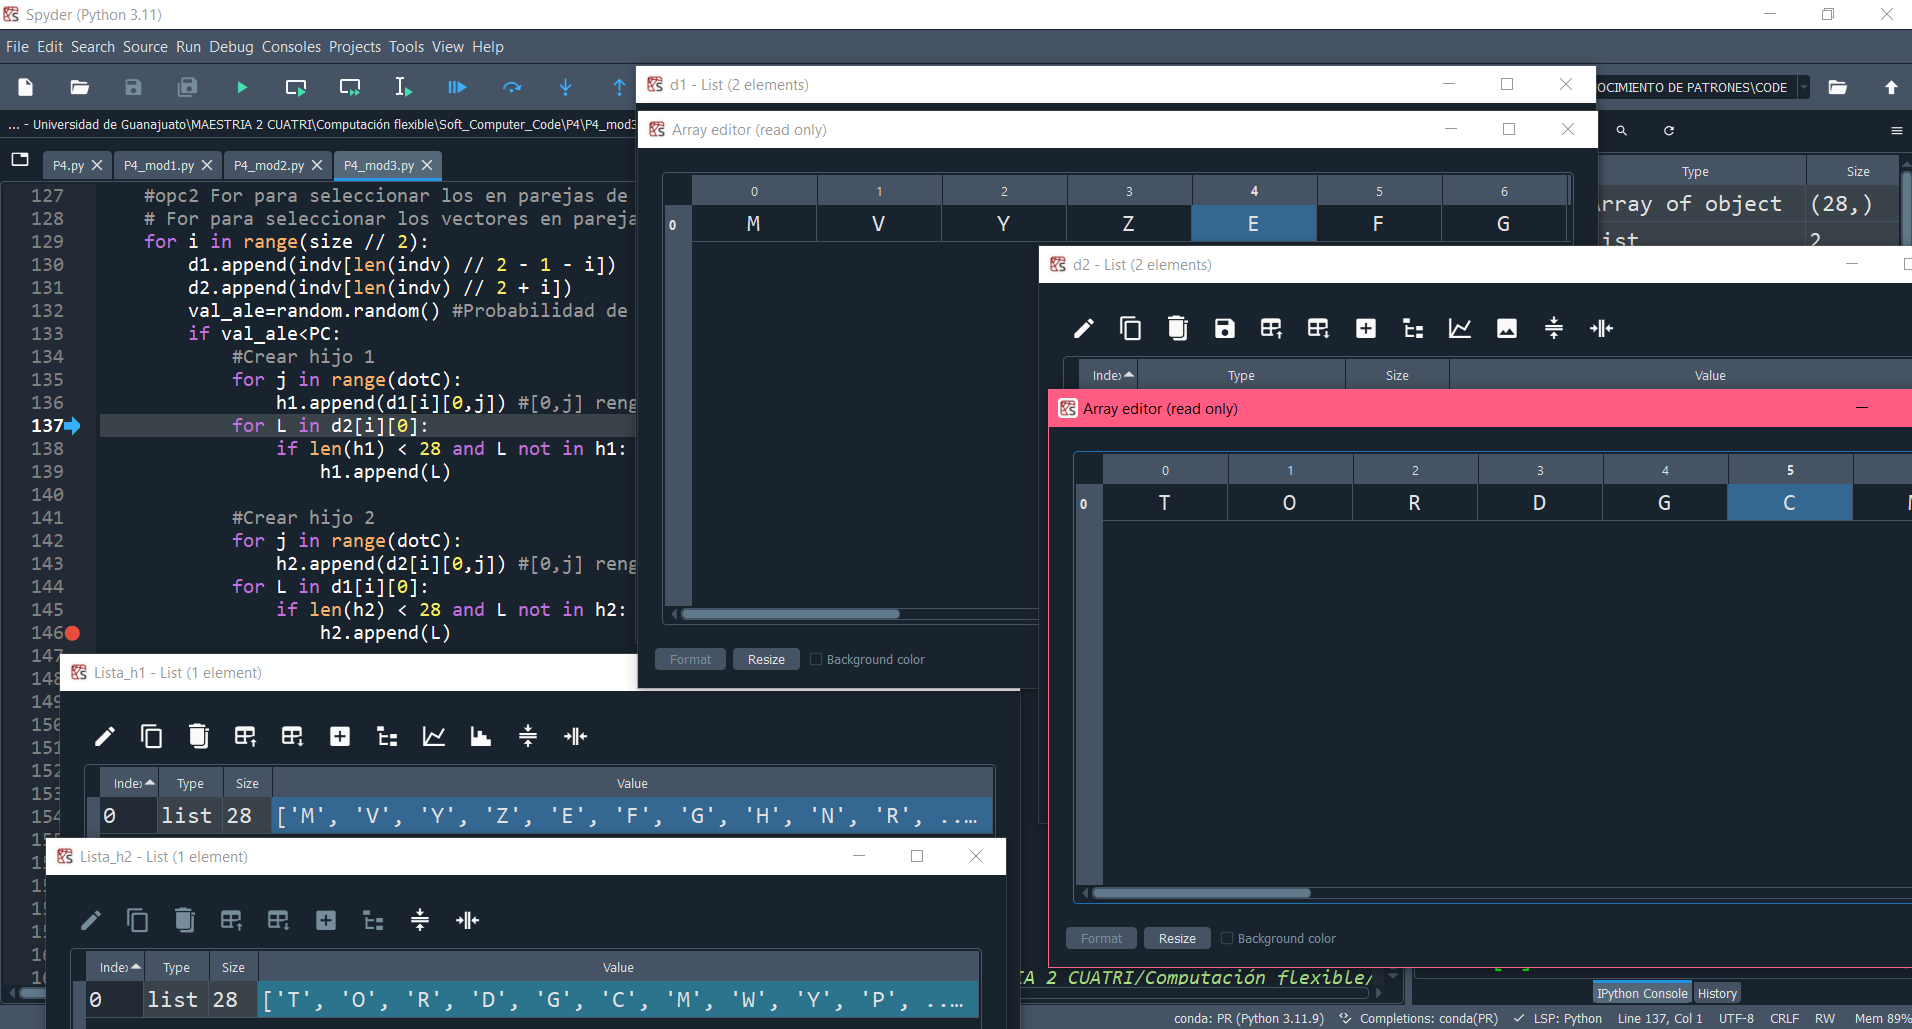 Spyder (Python 3.11)
File Edit Search Source Run Debug Consoles Projects Tools View Help
OCIMIENTO DE PATRONES\CODE
... - Universidad de Guanajuato\MAESTRIA 2 CUATRI\Computación flexible\Soft_Computer_Code\P4\P4_mod3
P4.py P4_mod1.py P4_mod2.py P4_mod3.py
127 #opc2 For para seleccionar los en parejas de
128 # For para seleccionar los vectores en pareja
129 for i in range(size // 2):
130 d1.append(indv[len(indv) // 2 - 1 - i])
131 d2.append(indv[len(indv) // 2 + i])
132 val_ale=random.random() #Probabilidad de
133 if val_ale<PC:
134 #Crear hijo 1
135 for j in range(dotC):
136 h1.append(d1[i][0,j]) #[0,j] reng
137 for L in d2[i][0]:
138 if len(h1) < 28 and L not in h1:
139 h1.append(L)
140
141 #Crear hijo 2
142 for j in range(dotC):
143 h2.append(d2[i][0,j]) #[0,j] reng
144 for L in d1[i][0]:
145 if len(h2) < 28 and L not in h2:
146 h2.append(L)
147
148
149
150
151
152
153
154
d1 - List (2 elements)
Array editor (read only)
0 1 2 3 4 5 6
0 M V Y Z E F G
Format Resize Background color
Type Size
rray of object (28,)
ist 2
d2 - List (2 elements)
Index Type Size Value
Array editor (read only)
0 1 2 3 4 5
0 T O R D G C
Format Resize Background color
Lista_h1 - List (1 element)
Index Type Size Value
0 list 28 ['M', 'V', 'Y', 'Z', 'E', 'F', 'G', 'H', 'N', 'R', ...
Lista_h2 - List (1 element)
Index Type Size Value
0 list 28 ['T', 'O', 'R', 'D', 'G', 'C', 'M', 'W', 'Y', 'P', ...
IA 2 CUATRI/Computación flexible/
IPython Console History
conda: PR (Python 3.11.9) Completions: conda(PR) LSP: Python Line 137, Col 1 UTF-8 CRLF RW Mem 89%